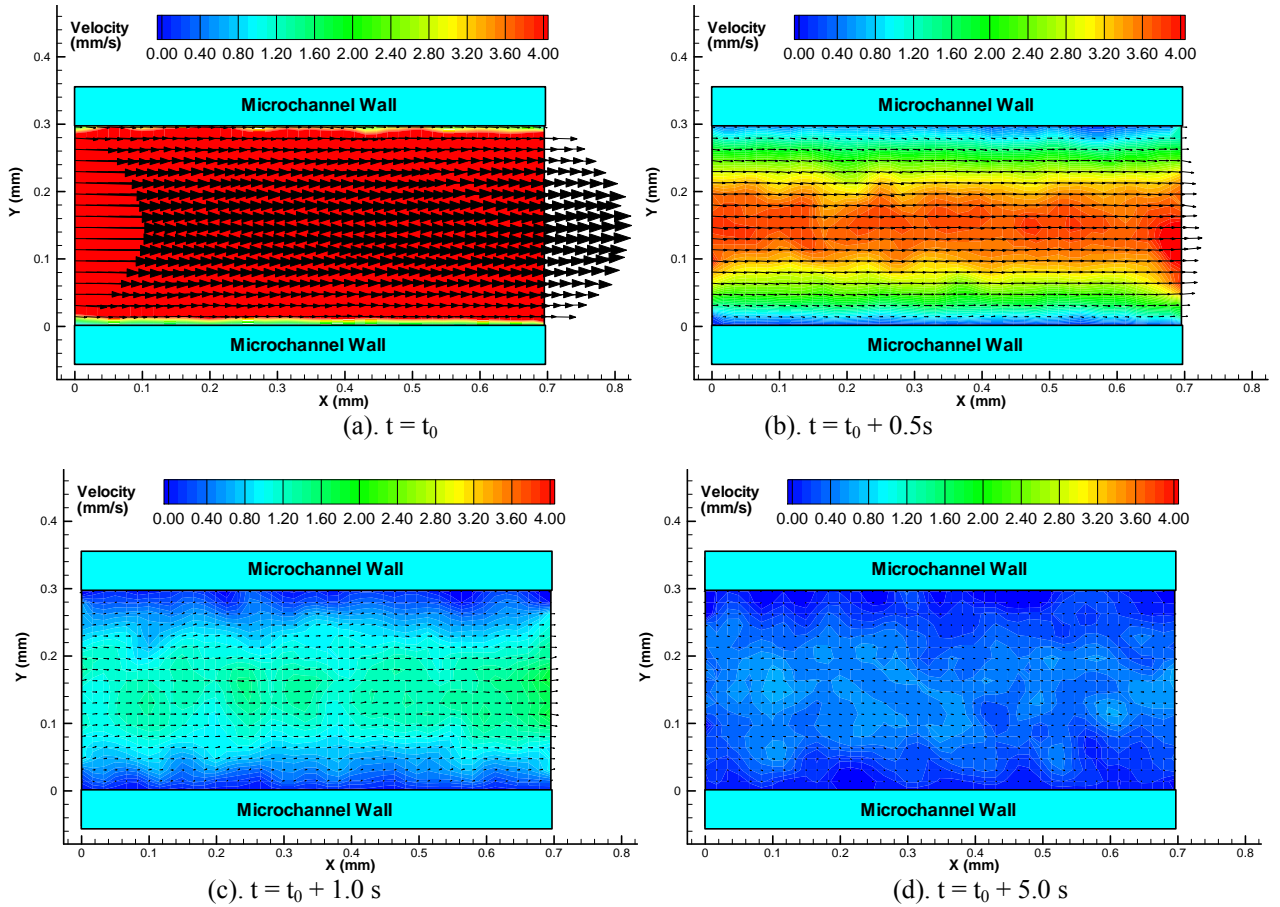 Velocity
(mm/s)
0.00 0.40 0.80 1.20 1.60 2.00 2.40 2.80 3.20 3.60 4.00
Microchannel Wall
Microchannel Wall
Y (mm)
0.4
0.3
0.2
0.1
0
0 0.1 0.2 0.3 0.4 0.5 0.6 0.7 0.8
X (mm)
(a). t = t₀
Velocity
(mm/s)
0.00 0.40 0.80 1.20 1.60 2.00 2.40 2.80 3.20 3.60 4.00
Microchannel Wall
Microchannel Wall
Y (mm)
0.4
0.3
0.2
0.1
0
0 0.1 0.2 0.3 0.4 0.5 0.6 0.7 0.8
X (mm)
(b). t = t₀ + 0.5s
Velocity
(mm/s)
0.00 0.40 0.80 1.20 1.60 2.00 2.40 2.80 3.20 3.60 4.00
Microchannel Wall
Microchannel Wall
Y (mm)
0.4
0.3
0.2
0.1
0
0 0.1 0.2 0.3 0.4 0.5 0.6 0.7 0.8
X (mm)
(c). t = t₀ + 1.0 s
Velocity
(mm/s)
0.00 0.40 0.80 1.20 1.60 2.00 2.40 2.80 3.20 3.60 4.00
Microchannel Wall
Microchannel Wall
Y (mm)
0.4
0.3
0.2
0.1
0
0 0.1 0.2 0.3 0.4 0.5 0.6 0.7 0.8
X (mm)
(d). t = t₀ + 5.0 s